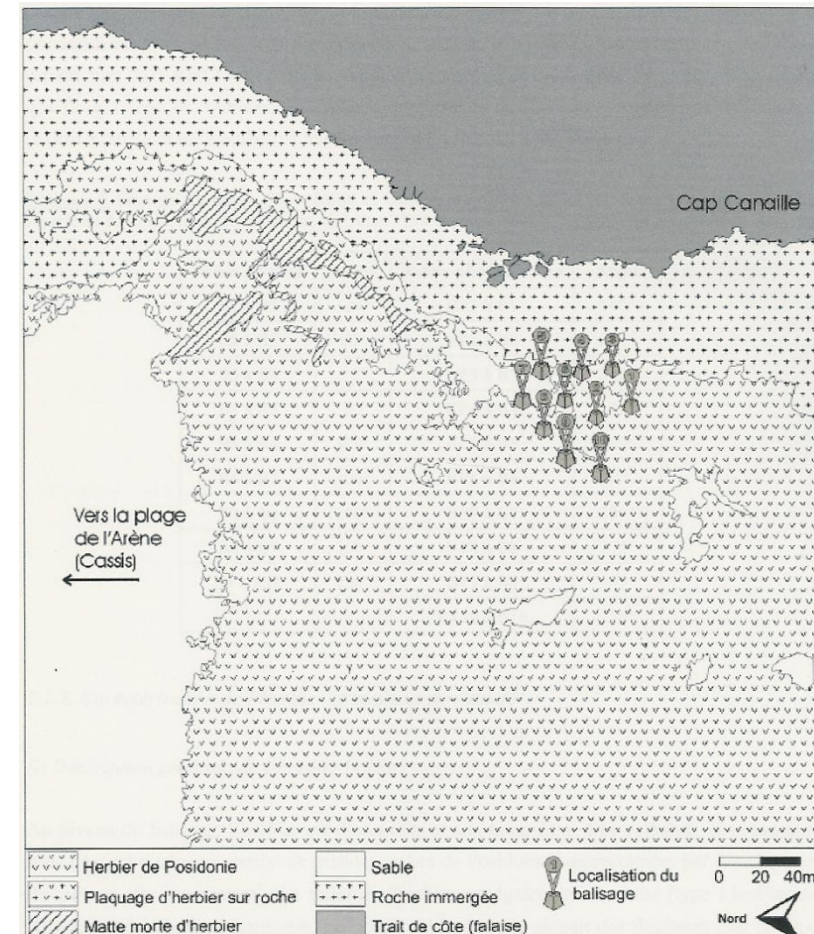 Cap Canaille
Vers la plage
de l'Arène
(Cassis)
Herbier de Posidonie
Plaquage d'herbier sur roche
Matte morte d'herbier
Sable
Roche immergée
Trait de côte (falaise)
Localisation du
balisage
0 20 40m
Nord